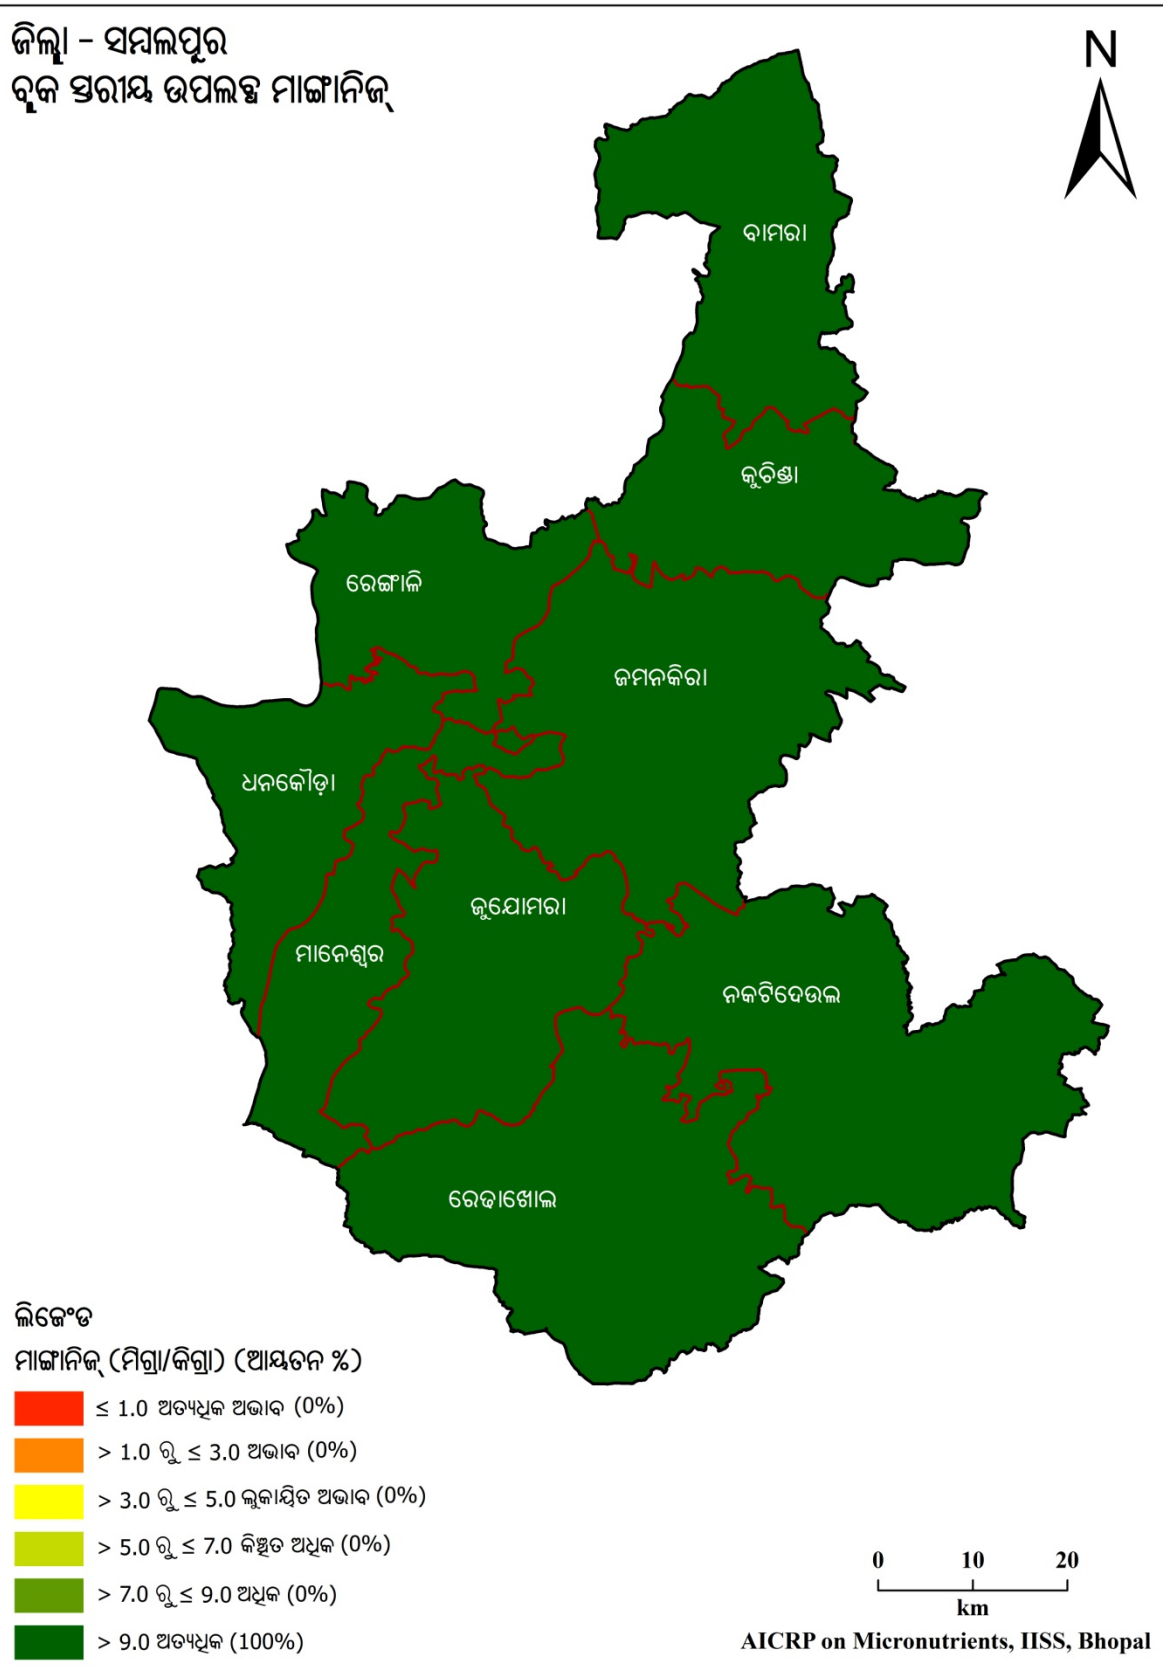 ଜିଲ୍ଲା - ସମ୍ବଲପୁର
ବ୍ଲକ ସ୍ତରୀୟ ଉପଲବ୍ଧ ମାଙ୍ଗାନିଜ୍
N
ବାମରା
କୁଚିଣ୍ଡା
ରେଙ୍ଗାଳି
ଜମନକିରା
ଧନକୌଡ଼ା
ଜୁଯୋମରା
ମାନେଶ୍ୱର
ନକଟିଦେଉଲ
ରେଢାଖୋଲ
ଲିଜେଂଡ
ମାଙ୍ଗାନିଜ୍ (ମିଗ୍ରା/କିଗ୍ରା) (ଆୟତନ %)
≤ 1.0 ଅତ୍ୟଧିକ ଅଭାବ (0%)
> 1.0 ରୁ ≤ 3.0 ଅଭାବ (0%)
> 3.0 ରୁ ≤ 5.0 ଲୁକାୟିତ ଅଭାବ (0%)
> 5.0 ରୁ ≤ 7.0 କିଞ୍ଚିତ ଅଧିକ (0%)
> 7.0 ରୁ ≤ 9.0 ଅଧିକ (0%)
> 9.0 ଅତ୍ୟଧିକ (100%)
0 10 20
km
AICRP on Micronutrients, IISS, Bhopal